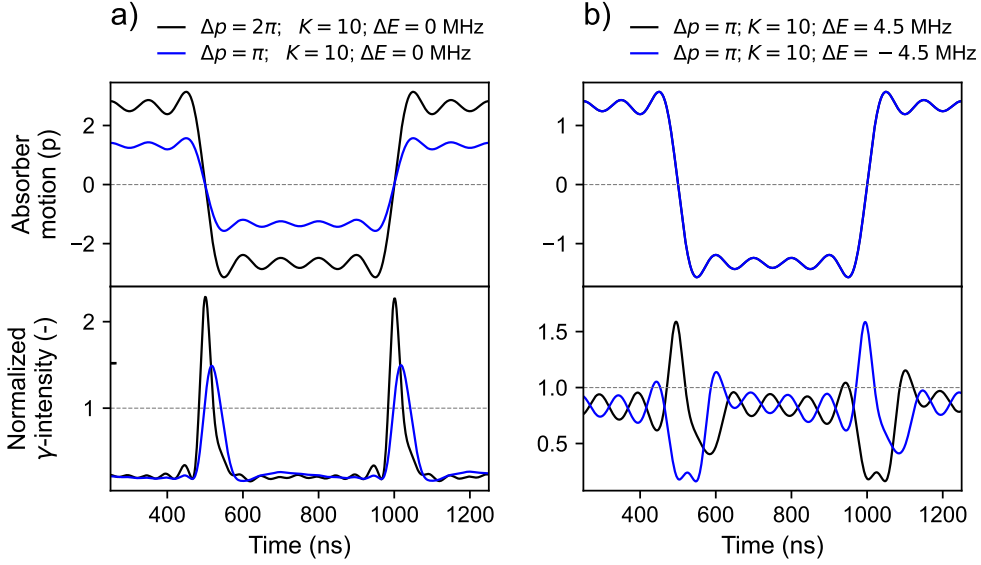 a)
Δp = 2π; K = 10; ΔE = 0 MHz
Δp = π; K = 10; ΔE = 0 MHz
b)
Δp = π; K = 10; ΔE = 4.5 MHz
Δp = π; K = 10; ΔE = − 4.5 MHz
Absorber
motion (p)
2
0
−2
1
0
−1
Normalized
γ-intensity (-)
2
1
1.5
1.0
0.5
400 600 800 1000 1200
Time (ns)
400 600 800 1000 1200
Time (ns)